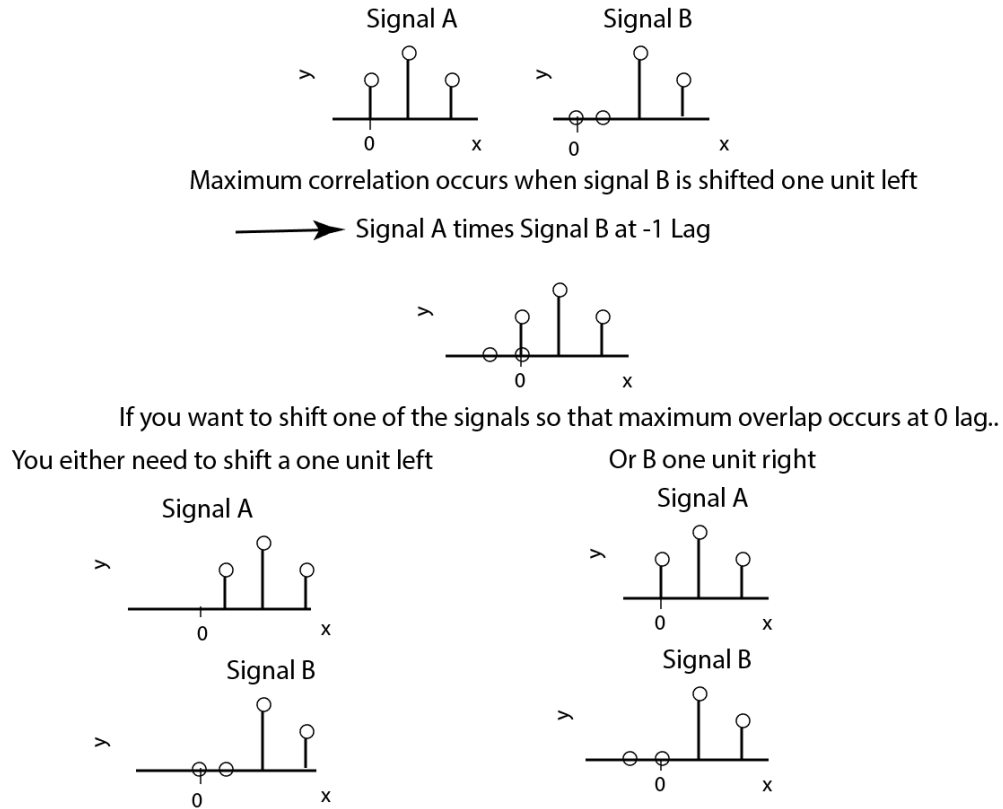 Signal A
Signal B
y
y
0
x
0
x
Maximum correlation occurs when signal B is shifted one unit left
Signal A times Signal B at -1 Lag
y
0
x
If you want to shift one of the signals so that maximum overlap occurs at 0 lag..
You either need to shift a one unit left
Or B one unit right
Signal A
y
0
x
Signal B
y
0
x
Signal A
y
0
x
Signal B
y
0
x